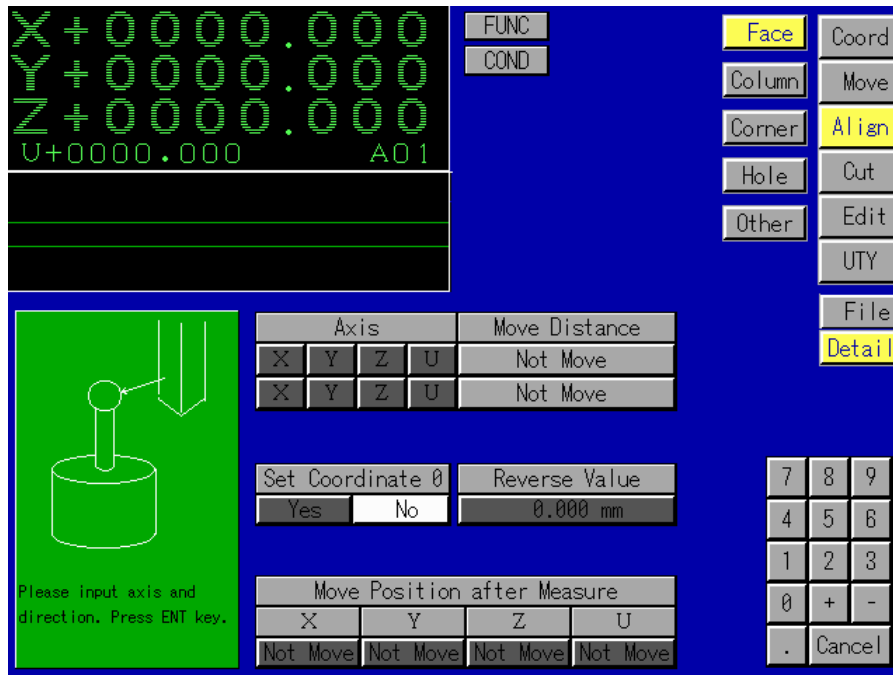 X+0000.000
Y+0000.000
Z+0000.000
U+0000.000 A01
FUNC
COND
Face
Column
Corner
Hole
Other
Coord
Move
Align
Cut
Edit
UTY
File
Detail
Please input axis and
direction. Press ENT key.
Axis Move Distance
X Y Z U Not Move
X Y Z U Not Move
Set Coordinate 0 Reverse Value
Yes No 0.000 mm
Move Position after Measure
X Y Z U
Not Move Not Move Not Move Not Move
7 8 9
4 5 6
1 2 3
0 + -
. Cancel